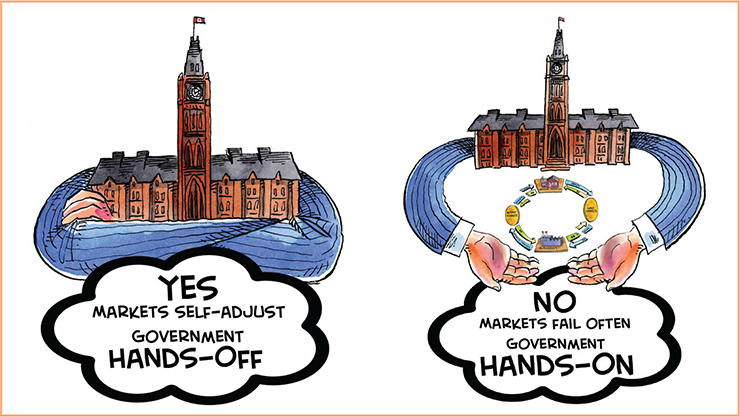 YES
MARKETS SELF-ADJUST
GOVERNMENT
HANDS-OFF
NO
MARKETS FAIL OFTEN
GOVERNMENT
HANDS-ON